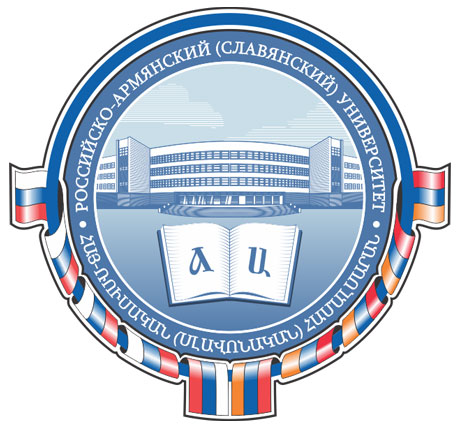 РОССИЙСКО-АРМЯНСКИЙ (СЛАВЯНСКИЙ) УНИВЕРСИТЕТ
ՀԱՅ-ՌՈՒՍԱԿԱՆ (ՍԼԱՎՈՆԱԿԱՆ) ՀԱՄԱԼՍԱՐԱՆ
Ճ Ա